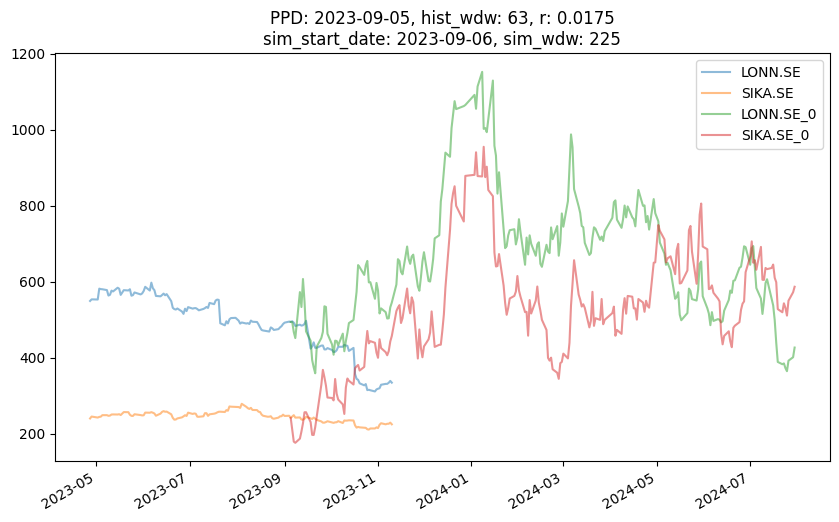 PPD: 2023-09-05, hist_wdw: 63, r: 0.0175
sim_start_date: 2023-09-06, sim_wdw: 225
LONN.SE
SIKA.SE
LONN.SE_0
SIKA.SE_0
1200
1000
800
600
400
200
2023-05
2023-07
2023-09
2023-11
2024-01
2024-03
2024-05
2024-07